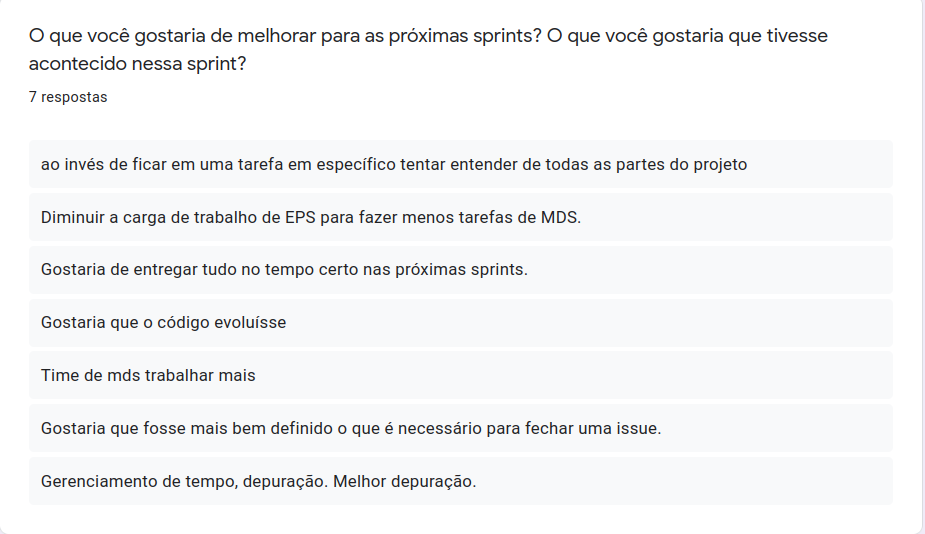 O que você gostaria de melhorar para as próximas sprints? O que você gostaria que tivesse
acontecido nessa sprint?
7 respostas
ao invés de ficar em uma tarefa em específico tentar entender de todas as partes do projeto
Diminuir a carga de trabalho de EPS para fazer menos tarefas de MDS.
Gostaria de entregar tudo no tempo certo nas próximas sprints.
Gostaria que o código evoluísse
Time de mds trabalhar mais
Gostaria que fosse mais bem definido o que é necessário para fechar uma issue.
Gerenciamento de tempo, depuração. Melhor depuração.